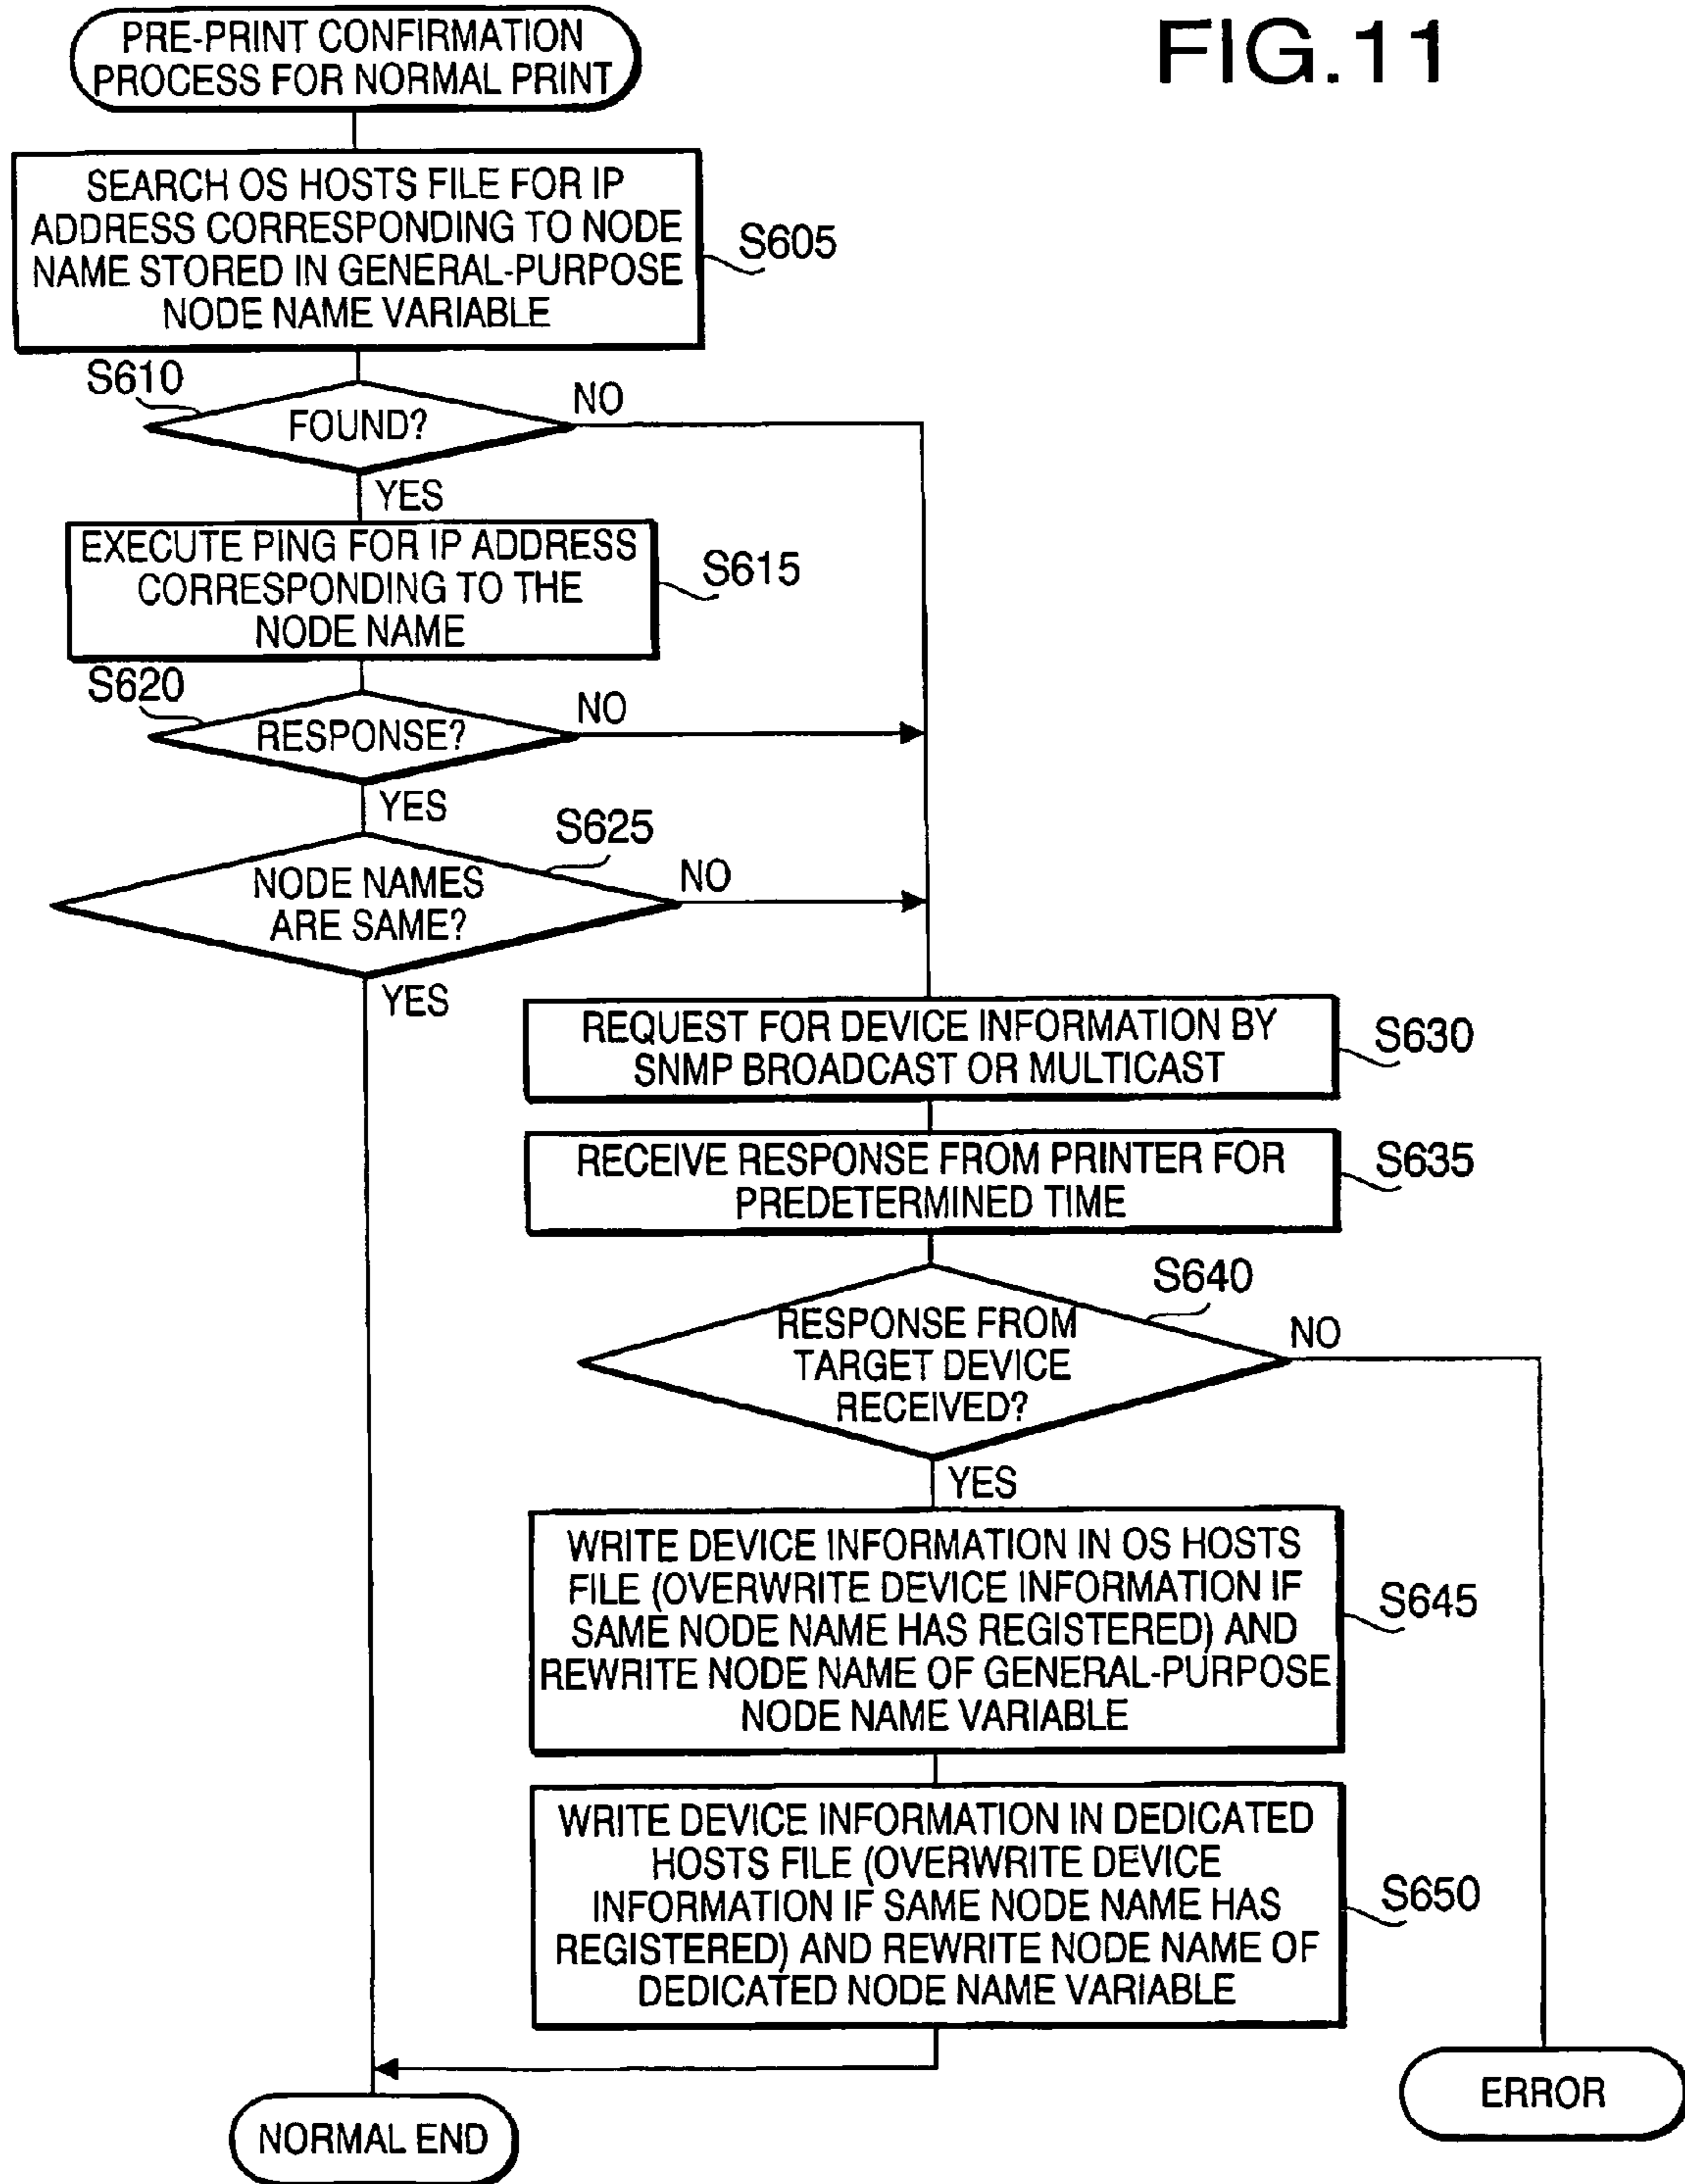 FIG.11
PRE-PRINT CONFIRMATION
PROCESS FOR NORMAL PRINT
SEARCH OS HOSTS FILE FOR IP
ADDRESS CORRESPONDING TO NODE
NAME STORED IN GENERAL-PURPOSE
NODE NAME VARIABLE
S605
S610
FOUND?
NO
YES
EXECUTE PING FOR IP ADDRESS
CORRESPONDING TO THE
NODE NAME
S615
S620
RESPONSE?
NO
YES
S625
NODE NAMES
ARE SAME?
NO
YES
REQUEST FOR DEVICE INFORMATION BY
SNMP BROADCAST OR MULTICAST
S630
RECEIVE RESPONSE FROM PRINTER FOR
PREDETERMINED TIME
S635
S640
RESPONSE FROM
TARGET DEVICE
RECEIVED?
NO
YES
WRITE DEVICE INFORMATION IN OS HOSTS
FILE (OVERWRITE DEVICE INFORMATION IF
SAME NODE NAME HAS REGISTERED) AND
REWRITE NODE NAME OF GENERAL-PURPOSE
NODE NAME VARIABLE
S645
WRITE DEVICE INFORMATION IN DEDICATED
HOSTS FILE (OVERWRITE DEVICE
INFORMATION IF SAME NODE NAME HAS
REGISTERED) AND REWRITE NODE NAME OF
DEDICATED NODE NAME VARIABLE
S650
NORMAL END
ERROR